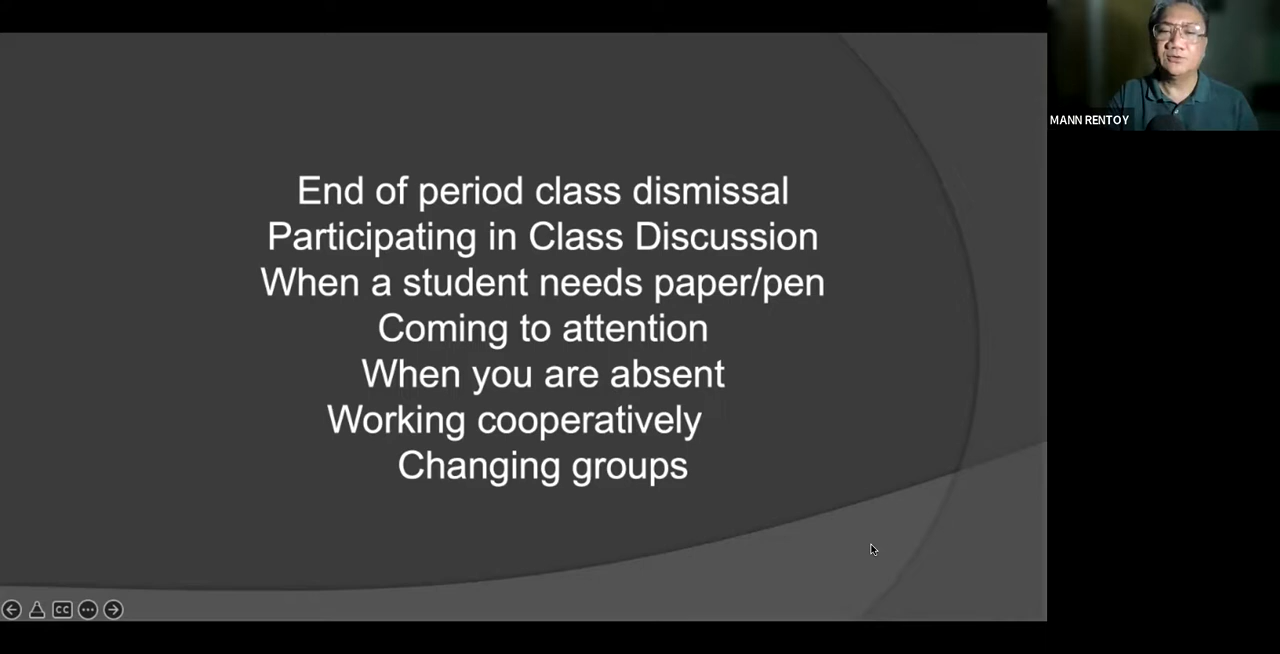 End of period class dismissal
Participating in Class Discussion
When a student needs paper/pen
Coming to attention
When you are absent
Working cooperatively
Changing groups
MANN RENTOY
CC